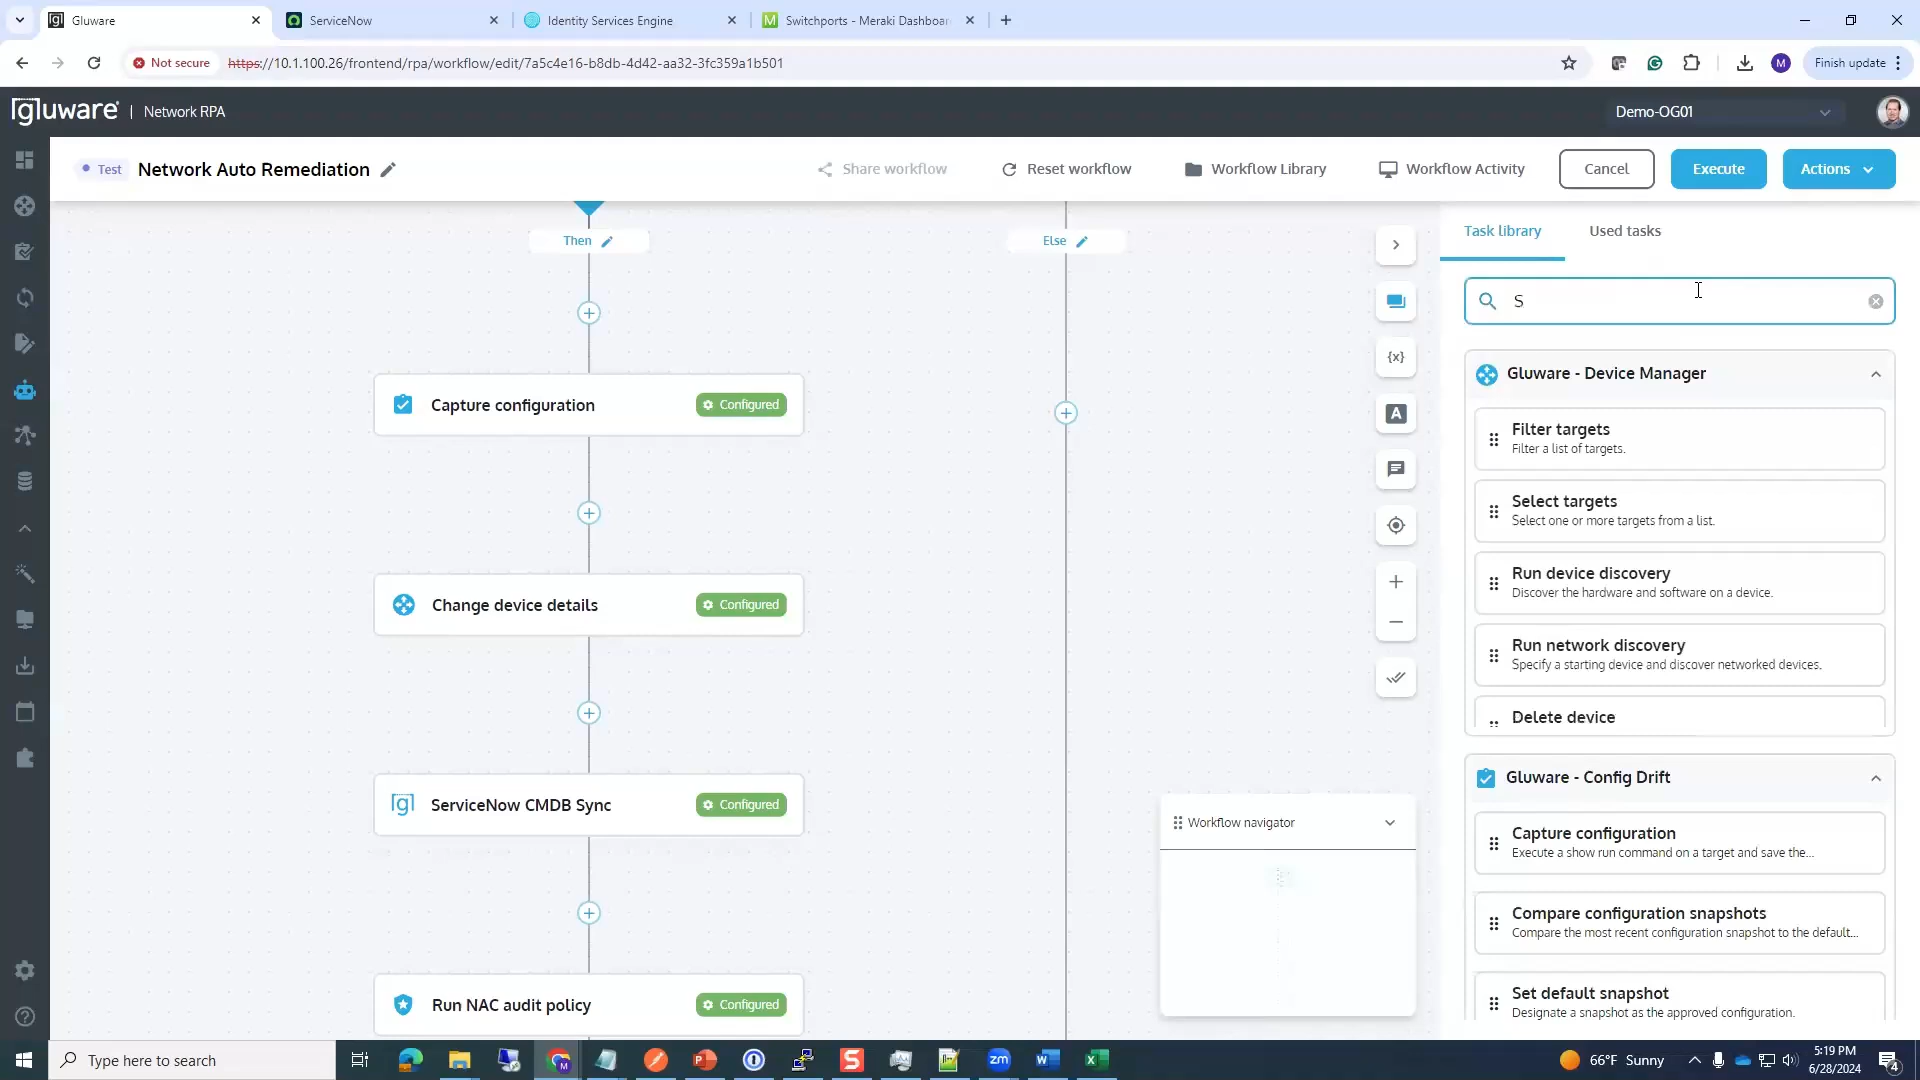 Gluware
ServiceNow
Identity Services Engine
Switchports - Meraki Dashboar
Not secure
https://10.1.100.26/frontend/rpa/workflow/edit/7a5c4e16-b8db-4d42-aa32-3fc359a1b501
M
Finish update
[gluware | Network RPA
Demo-OG01
Test
Network Auto Remediation
Share workflow
Reset workflow
Workflow Library
Workflow Activity
Cancel
Execute
Actions
Then
Else
Capture configuration
Configured
Change device details
Configured
ServiceNow CMDB Sync
Configured
Run NAC audit policy
Configured
{x}
A
Workflow navigator
Task library
Used tasks
S
Gluware - Device Manager
Filter targets
Filter a list of targets.
Select targets
Select one or more targets from a list.
Run device discovery
Discover the hardware and software on a device.
Run network discovery
Specify a starting device and discover networked devices.
Delete device
Gluware - Config Drift
Capture configuration
Execute a show run command on a target and save the...
Compare configuration snapshots
Compare the most recent configuration snapshot to the default...
Set default snapshot
Designate a snapshot as the approved configuration.
Type here to search
66°F Sunny
5:19 PM
6/28/2024
4